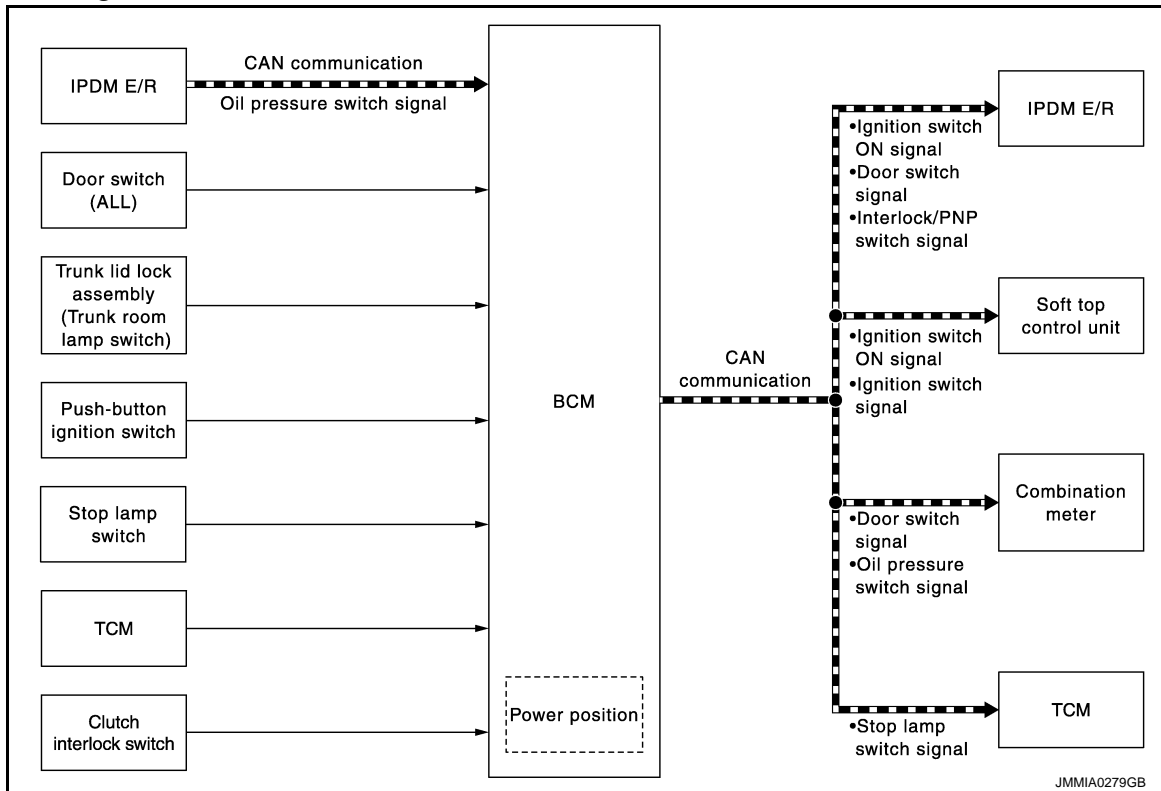 IPDM E/R
CAN communication
Oil pressure switch signal
Door switch
(ALL)
Trunk lid lock
assembly
(Trunk room
lamp switch)
Push-button
ignition switch
Stop lamp
switch
TCM
Clutch
interlock switch
BCM
Power position
CAN
communication
IPDM E/R
•Ignition switch
ON signal
•Door switch
signal
•Interlock/PNP
switch signal
Soft top
control unit
•Ignition switch
ON signal
•Ignition switch
signal
Combination
meter
•Door switch
signal
•Oil pressure
switch signal
TCM
•Stop lamp
switch signal
JMMIA0279GB